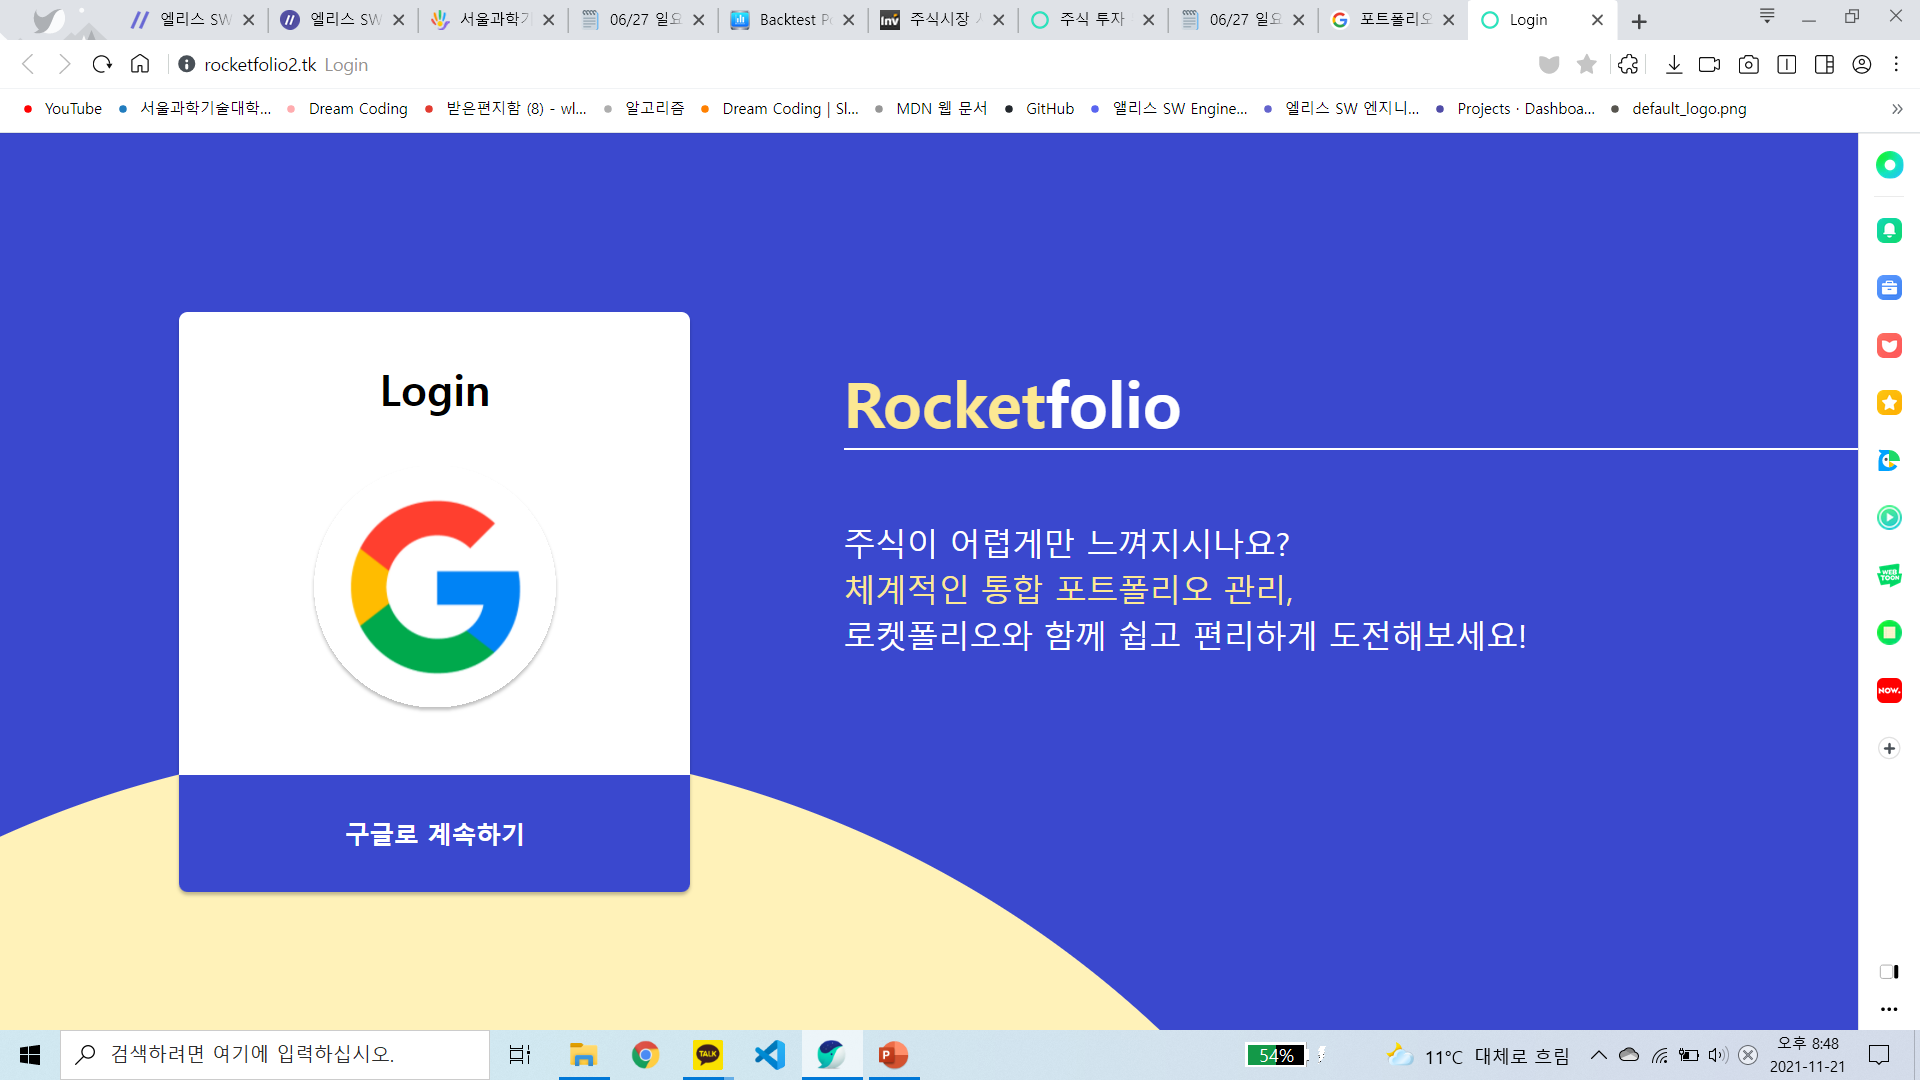 엘리스 SW
엘리스 SW
서울과학기
06/27 일요
Backtest Po
주식시장
주식 투자
06/27 일요
포트폴리오
Login
rocketfolio2.tk Login
YouTube
서울과학기술대학...
Dream Coding
받은편지함 (8) - wl...
알고리즘
Dream Coding | Sl...
MDN 웹 문서
GitHub
앨리스 SW Engine...
엘리스 SW 엔지니...
Projects · Dashboa...
default_logo.png
Login
구글로 계속하기
Rocketfolio
주식이 어렵게만 느껴지시나요?
체계적인 통합 포트폴리오 관리,
로켓폴리오와 함께 쉽고 편리하게 도전해보세요!
WEB
TOON
NOW.
검색하려면 여기에 입력하십시오.
TALK
54%
11°C 대체로 흐림
오후 8:48
2021-11-21